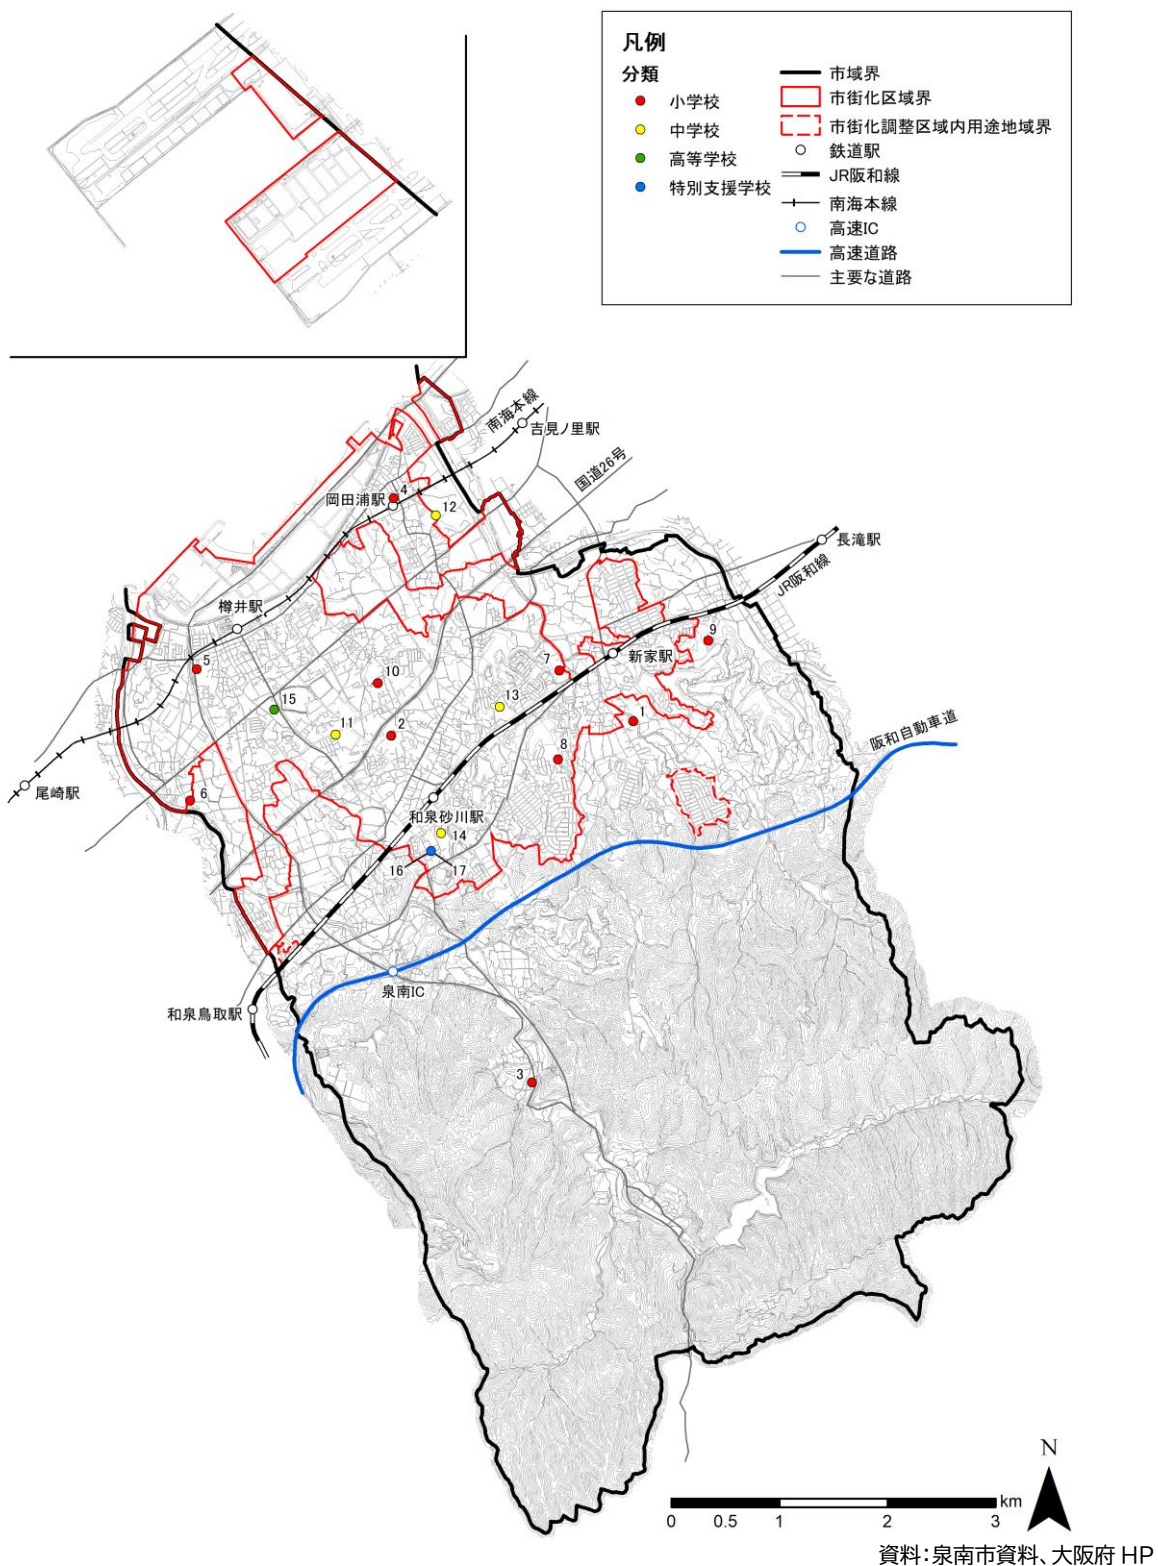 凡例
分類
小学校
中学校
高等学校
特別支援学校
市域界
市街化区域界
市街化調整区域内用途地域界
鉄道駅
JR阪和線
南海本線
高速IC
高速道路
主要な道路
南海本線
吉見ノ里駅
国道26号
岡田浦駅
4
12
長滝駅
JR阪和線
樽井駅
9
新家駅
5
7
10
15
13
1
11
2
阪和自動車道
8
尾崎駅
6
和泉砂川駅
14
16
17
泉南IC
和泉鳥取駅
3
N
km
0 0.5 1 2 3
資料:泉南市資料、大阪府 HP